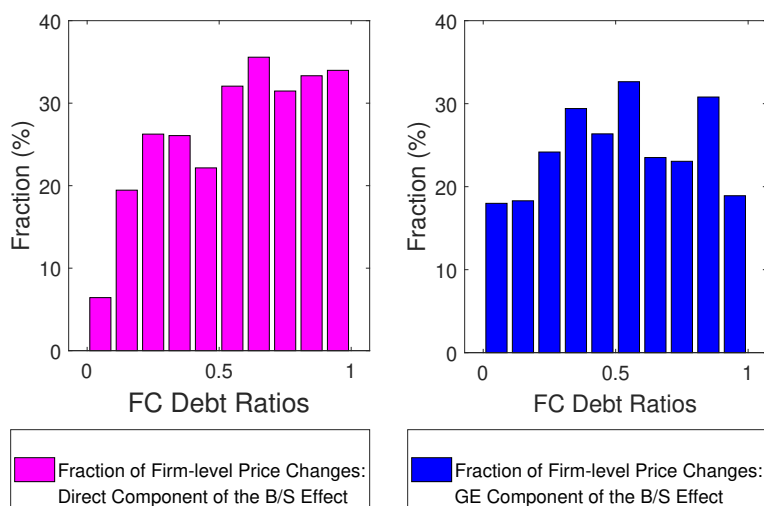 40
30
20
10
0
Fraction (%)
0
0.5
1
FC Debt Ratios
Fraction of Firm-level Price Changes:
Direct Component of the B/S Effect
40
30
20
10
0
Fraction (%)
0
0.5
1
FC Debt Ratios
Fraction of Firm-level Price Changes:
GE Component of the B/S Effect